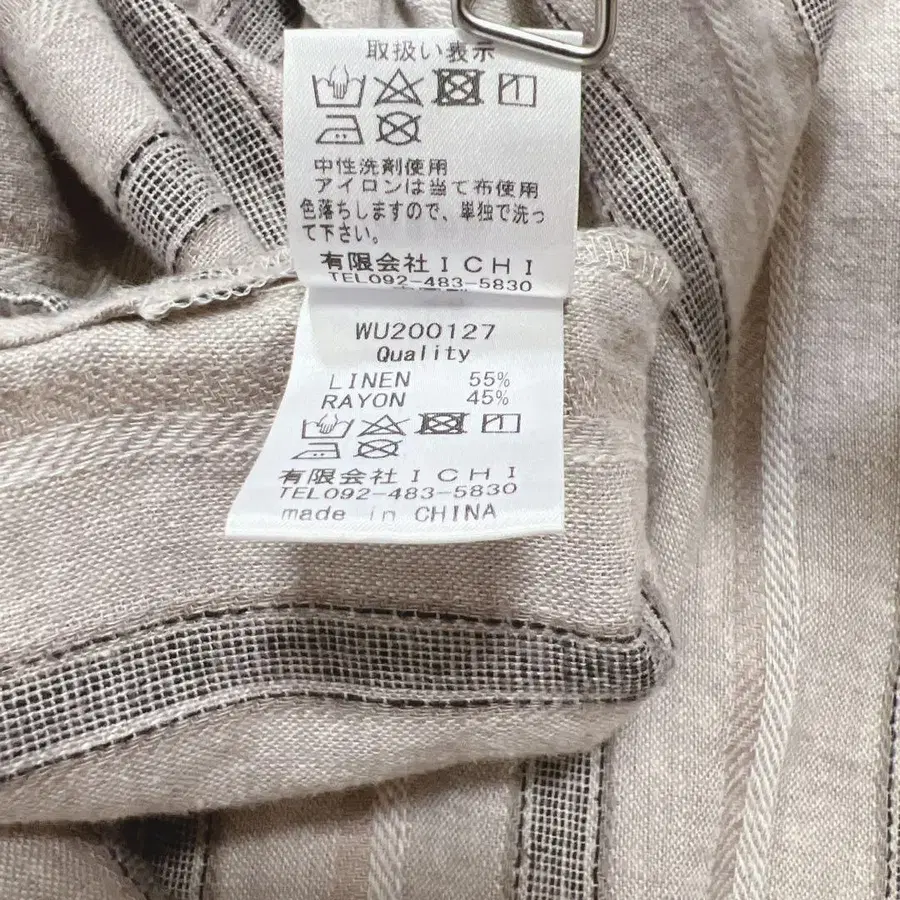 取扱い表示
中性洗剤使用
アイロンは当て布使用
色落ちしますので、単独で洗っ
て下さい。
有限会社ICHI
TEL092-483-5830
WU200127
Quality
LINEN 55%
RAYON 45%
有限会社ICHI
TEL092-483-5830
made in CHINA